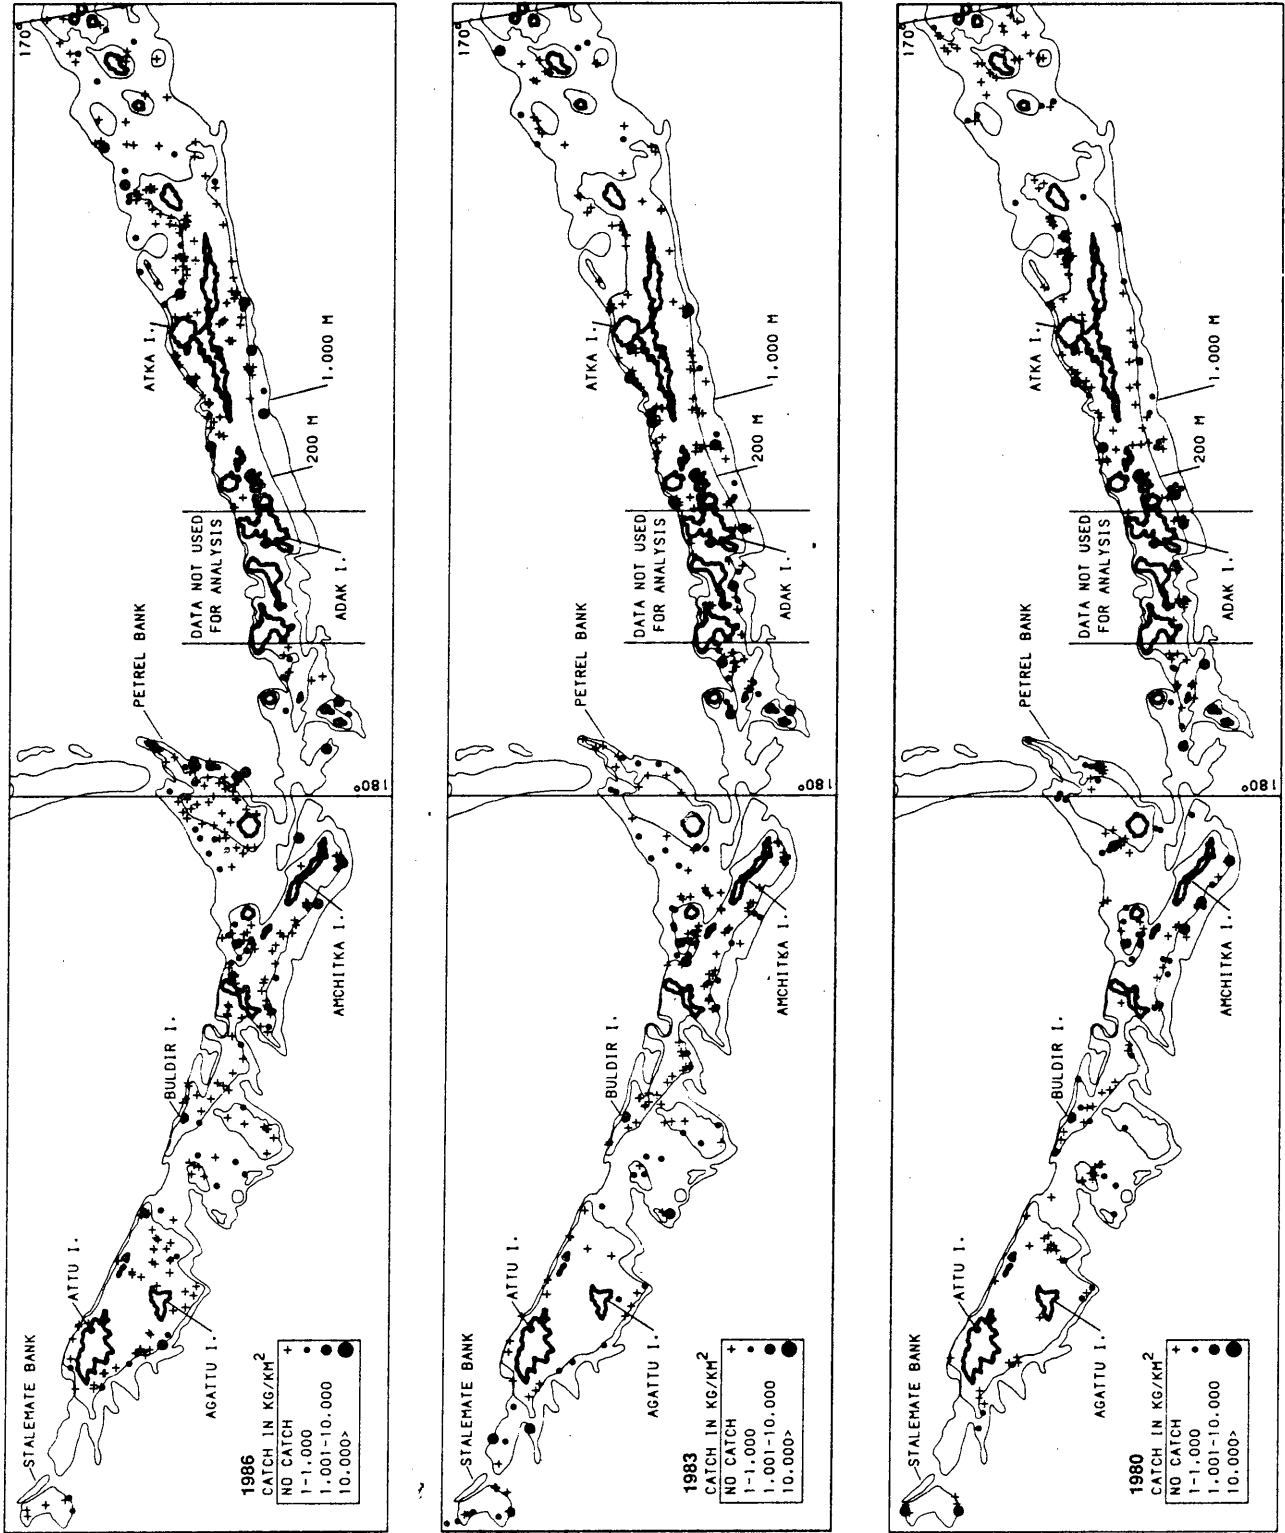 STALEMATE BANK
ATTU I.
AGATTU I.
BULDIR I.
AMCHITKA I.
PETREL BANK
180°
DATA NOT USED
FOR ANALYSIS
ADAK I.
ATKA I.
200 M
1.000 M
170°
1986
CATCH IN KG/KM²
NO CATCH +
1-1.000
1.001-10.000
10.000>
STALEMATE BANK
ATTU I.
AGATTU I.
BULDIR I.
AMCHITKA I.
PETREL BANK
180°
DATA NOT USED
FOR ANALYSIS
ADAK I.
ATKA I.
200 M
1.000 M
170°
1983
CATCH IN KG/KM²
NO CATCH +
1-1.000
1.001-10.000
10.000>
STALEMATE BANK
ATTU I.
AGATTU I.
BULDIR I.
AMCHITKA I.
PETREL BANK
180°
DATA NOT USED
FOR ANALYSIS
ADAK I.
ATKA I.
200 M
1.000 M
170°
1980
CATCH IN KG/KM²
NO CATCH +
1-1.000
1.001-10.000
10.000>